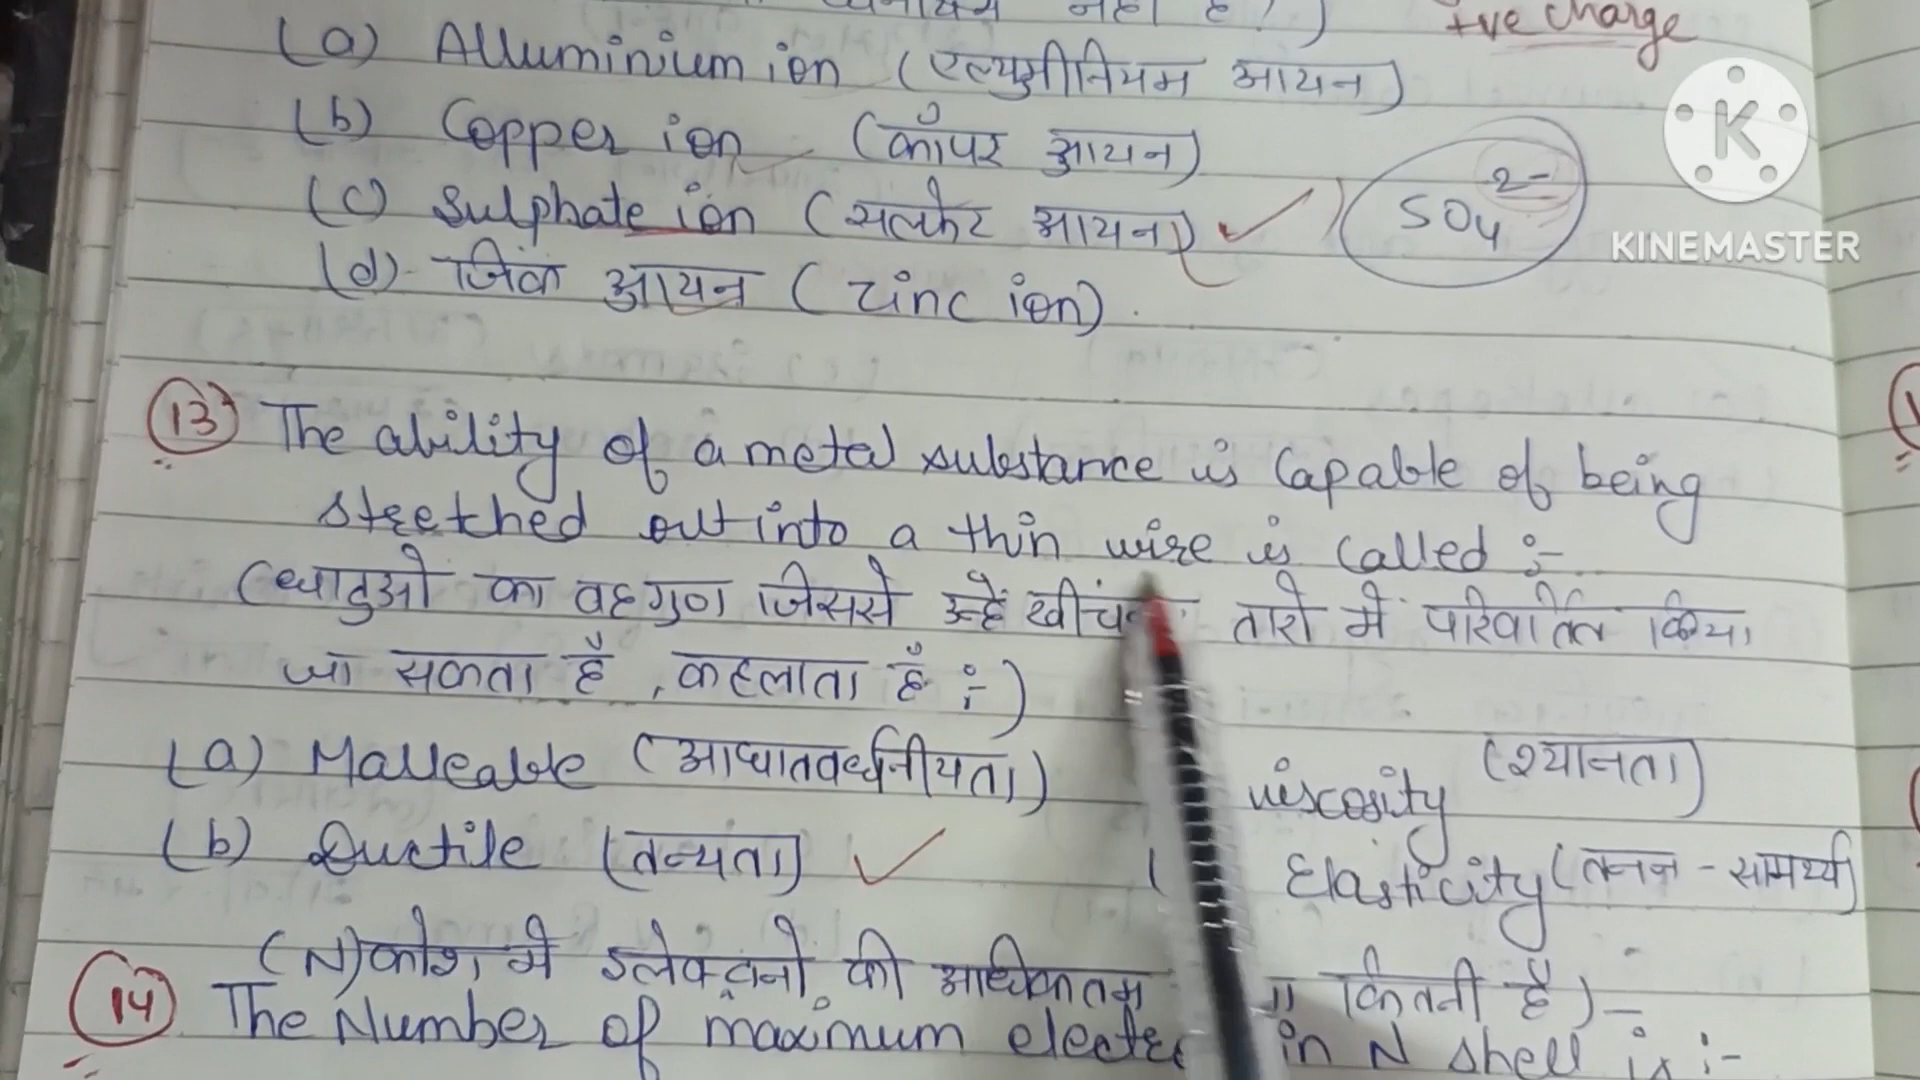 +ve charge
(a) Alluminium ion (एल्युमीनियम आयन)
(b) Copper ion (कॉपर आयन)
(c) Sulphate ion (सल्फेट आयन)
SO4 2-
K
KINEMASTER
(d) जिंक आयन (zinc ion).
(13) The ability of a metal substance is capable of being
stretched out into a thin wire is called :-
(धातुओ का वह गुण जिससे उन्हें तारो में परिवर्तित किया
जा सकता है, कहलाता है :-)
(a) Malleable (आघातवर्धनीयता)
viscosity (श्यानता)
(b) Ductile (तन्यता)
Elasticity (तनन - सामर्थ्य)
(N) कोश में इलेक्ट्रानो की अधिकतम कितनी है) -
(14) The Number of maximum in N shell is :-